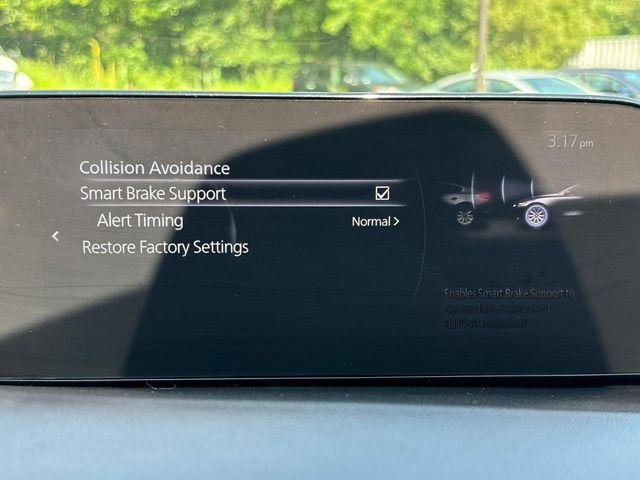 3:17 pm
Collision Avoidance
Smart Brake Support
Alert Timing
Normal >
Restore Factory Settings
Enables Smart Brake Support to